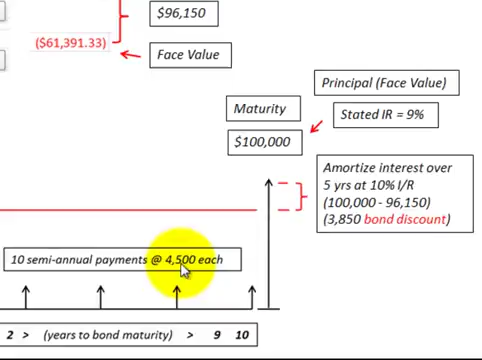 $96,150
($61,391.33)
Face Value
Principal (Face Value)
Maturity
Stated IR = 9%
$100,000
Amortize interest over
5 yrs at 10% I/R
(100,000 - 96,150)
(3,850 bond discount)
10 semi-annual payments @ 4,500 each
2 > (years to bond maturity) > 9 10